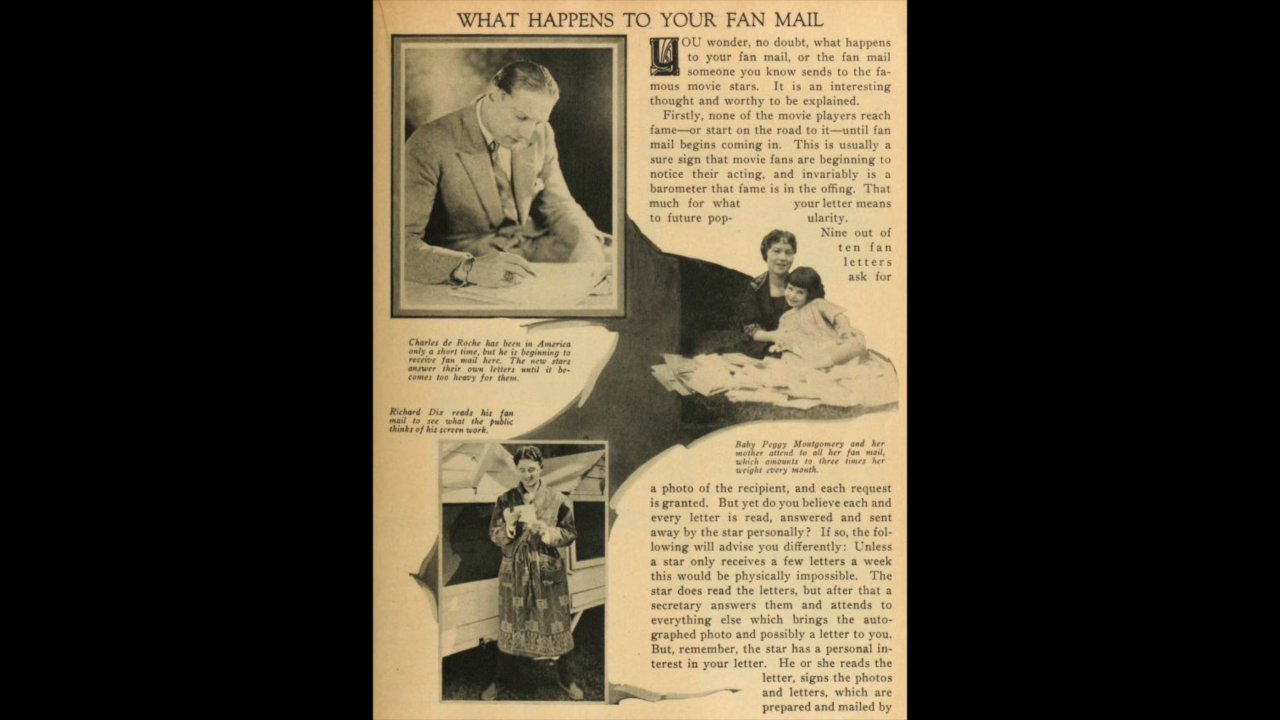 WHAT HAPPENS TO YOUR FAN MAIL
YOU wonder, no doubt, what happens
to your fan mail, or the fan mail
someone you know sends to the fa-
mous movie stars. It is an interesting
thought and worthy to be explained.
Firstly, none of the movie players reach
fame—or start on the road to it—until fan
mail begins coming in. This is usually a
sure sign that movie fans are beginning to
notice their acting, and invariably is a
barometer that fame is in the offing. That
much for what your letter means
to future pop- ularity.
Nine out of
ten fan
letters
ask for
Charles de Roche has been in America
only a short time, but he is beginning to
receive fan mail here. The new stars
answer their own letters until it be-
comes too heavy for them.
Richard Dix reads his fan
mail to see what the public
thinks of his screen work.
Baby Peggy Montgomery and her
mother attend to all her fan mail,
which amounts to three times her
weight every month.
a photo of the recipient, and each request
is granted. But yet do you believe each and
every letter is read, answered and sent
away by the star personally? If so, the fol-
lowing will advise you differently: Unless
a star only receives a few letters a week
this would be physically impossible. The
star does read the letters, but after that a
secretary answers them and attends to
everything else which brings the auto-
graphed photo and possibly a letter to you.
But, remember, the star has a personal in-
terest in your letter. He or she reads the
letter, signs the photos
and letters, which are
prepared and mailed by